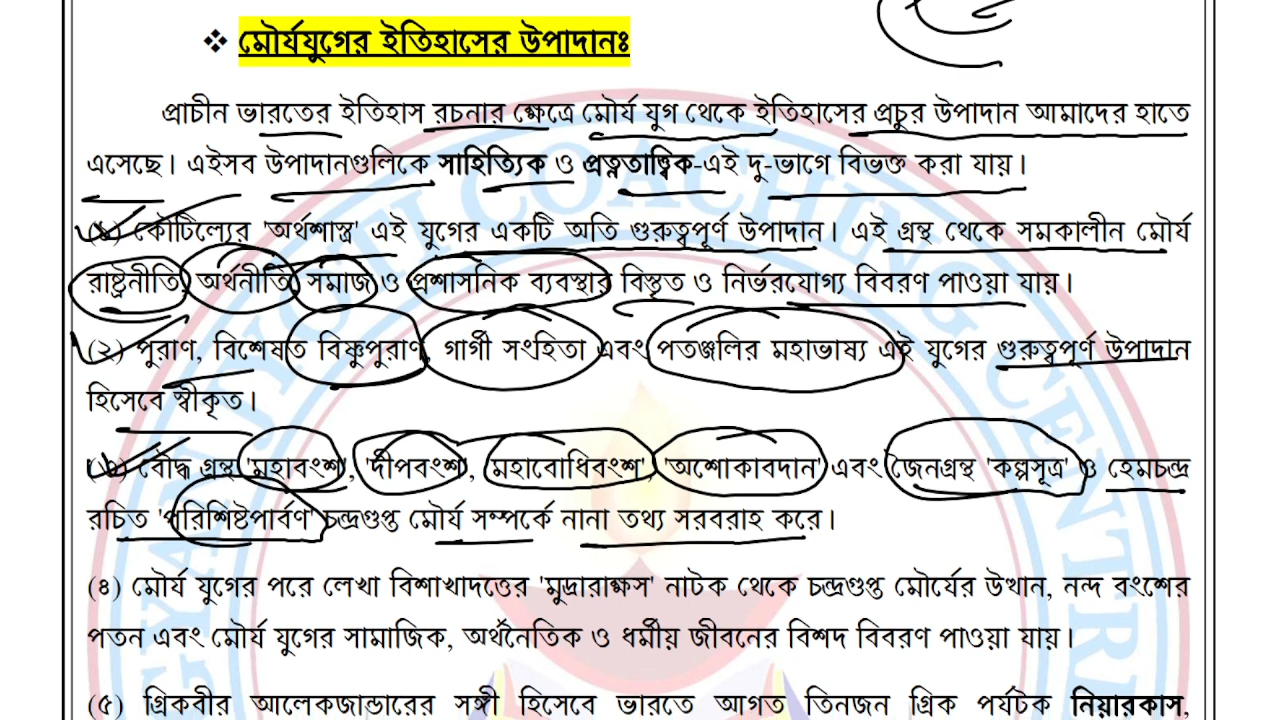 ❖ মৌর্যযুগের ইতিহাসের উপাদানঃ
প্রাচীন ভারতের ইতিহাস রচনার ক্ষেত্রে মৌর্য যুগ থেকে ইতিহাসের প্রচুর উপাদান আমাদের হাতে
এসেছে। এইসব উপাদানগুলিকে সাহিত্যিক ও প্রত্নতাত্ত্বিক-এই দু-ভাগে বিভক্ত করা যায়।
(১) কৌটিল্যের 'অর্থশাস্ত্র' এই যুগের একটি অতি গুরুত্বপূর্ণ উপাদান। এই গ্রন্থ থেকে সমকালীন মৌর্য
রাষ্ট্রনীতি, অর্থনীতি, সমাজ ও প্রশাসনিক ব্যবস্থার বিস্তৃত ও নির্ভরযোগ্য বিবরণ পাওয়া যায়।
(২) পুরাণ, বিশেষত বিষ্ণুপুরাণ, গার্গী সংহিতা এবং পতঞ্জলির মহাভাষ্য এই যুগের গুরুত্বপূর্ণ উপাদান
হিসেবে স্বীকৃত।
(৩) বৌদ্ধ গ্রন্থ 'মহাবংশ', 'দীপবংশ', মহাবোধিবংশ', 'অশোকাবদান' এবং জৈনগ্রন্থ 'কল্পসূত্র' ও হেমচন্দ্র
রচিত 'পরিশিষ্টপার্বণ' চন্দ্রগুপ্ত মৌর্য সম্পর্কে নানা তথ্য সরবরাহ করে।
(৪) মৌর্য যুগের পরে লেখা বিশাখাদত্তের 'মুদ্রারাক্ষস' নাটক থেকে চন্দ্রগুপ্ত মৌর্যের উত্থান, নন্দ বংশের
পতন এবং মৌর্য যুগের সামাজিক, অর্থনৈতিক ও ধর্মীয় জীবনের বিশদ বিবরণ পাওয়া যায়।
(৫) গ্রিকবীর আলেকজান্ডারের সঙ্গী হিসেবে ভারতে আগত তিনজন গ্রিক পর্যটক নিয়ারকাস,
GYANJYOTI COACHING CENTRE